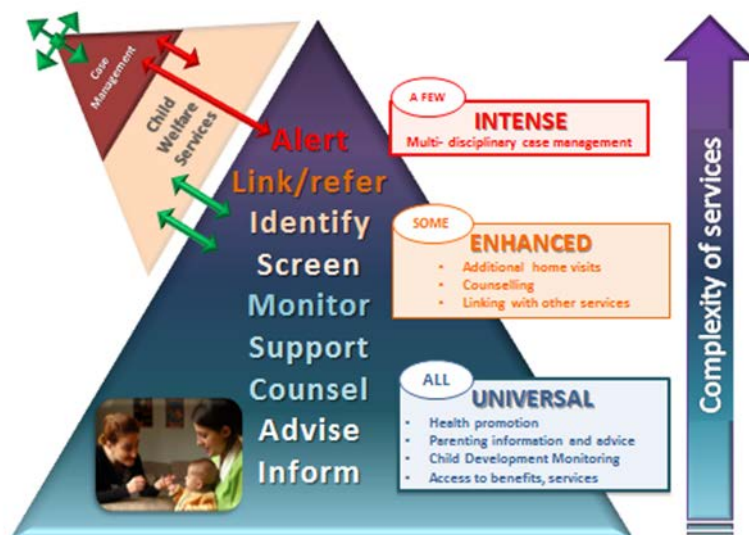 Case
Management
Child
Welfare
Services
Alert
Link/refer
Identify
Screen
Monitor
Support
Counsel
Advise
Inform
A FEW
INTENSE
Multi- disciplinary case management
SOME
ENHANCED
• Additional home visits
• Counselling
• Linking with other services
ALL
UNIVERSAL
• Health promotion
• Parenting information and advice
• Child Development Monitoring
• Access to benefits, services
Complexity of services